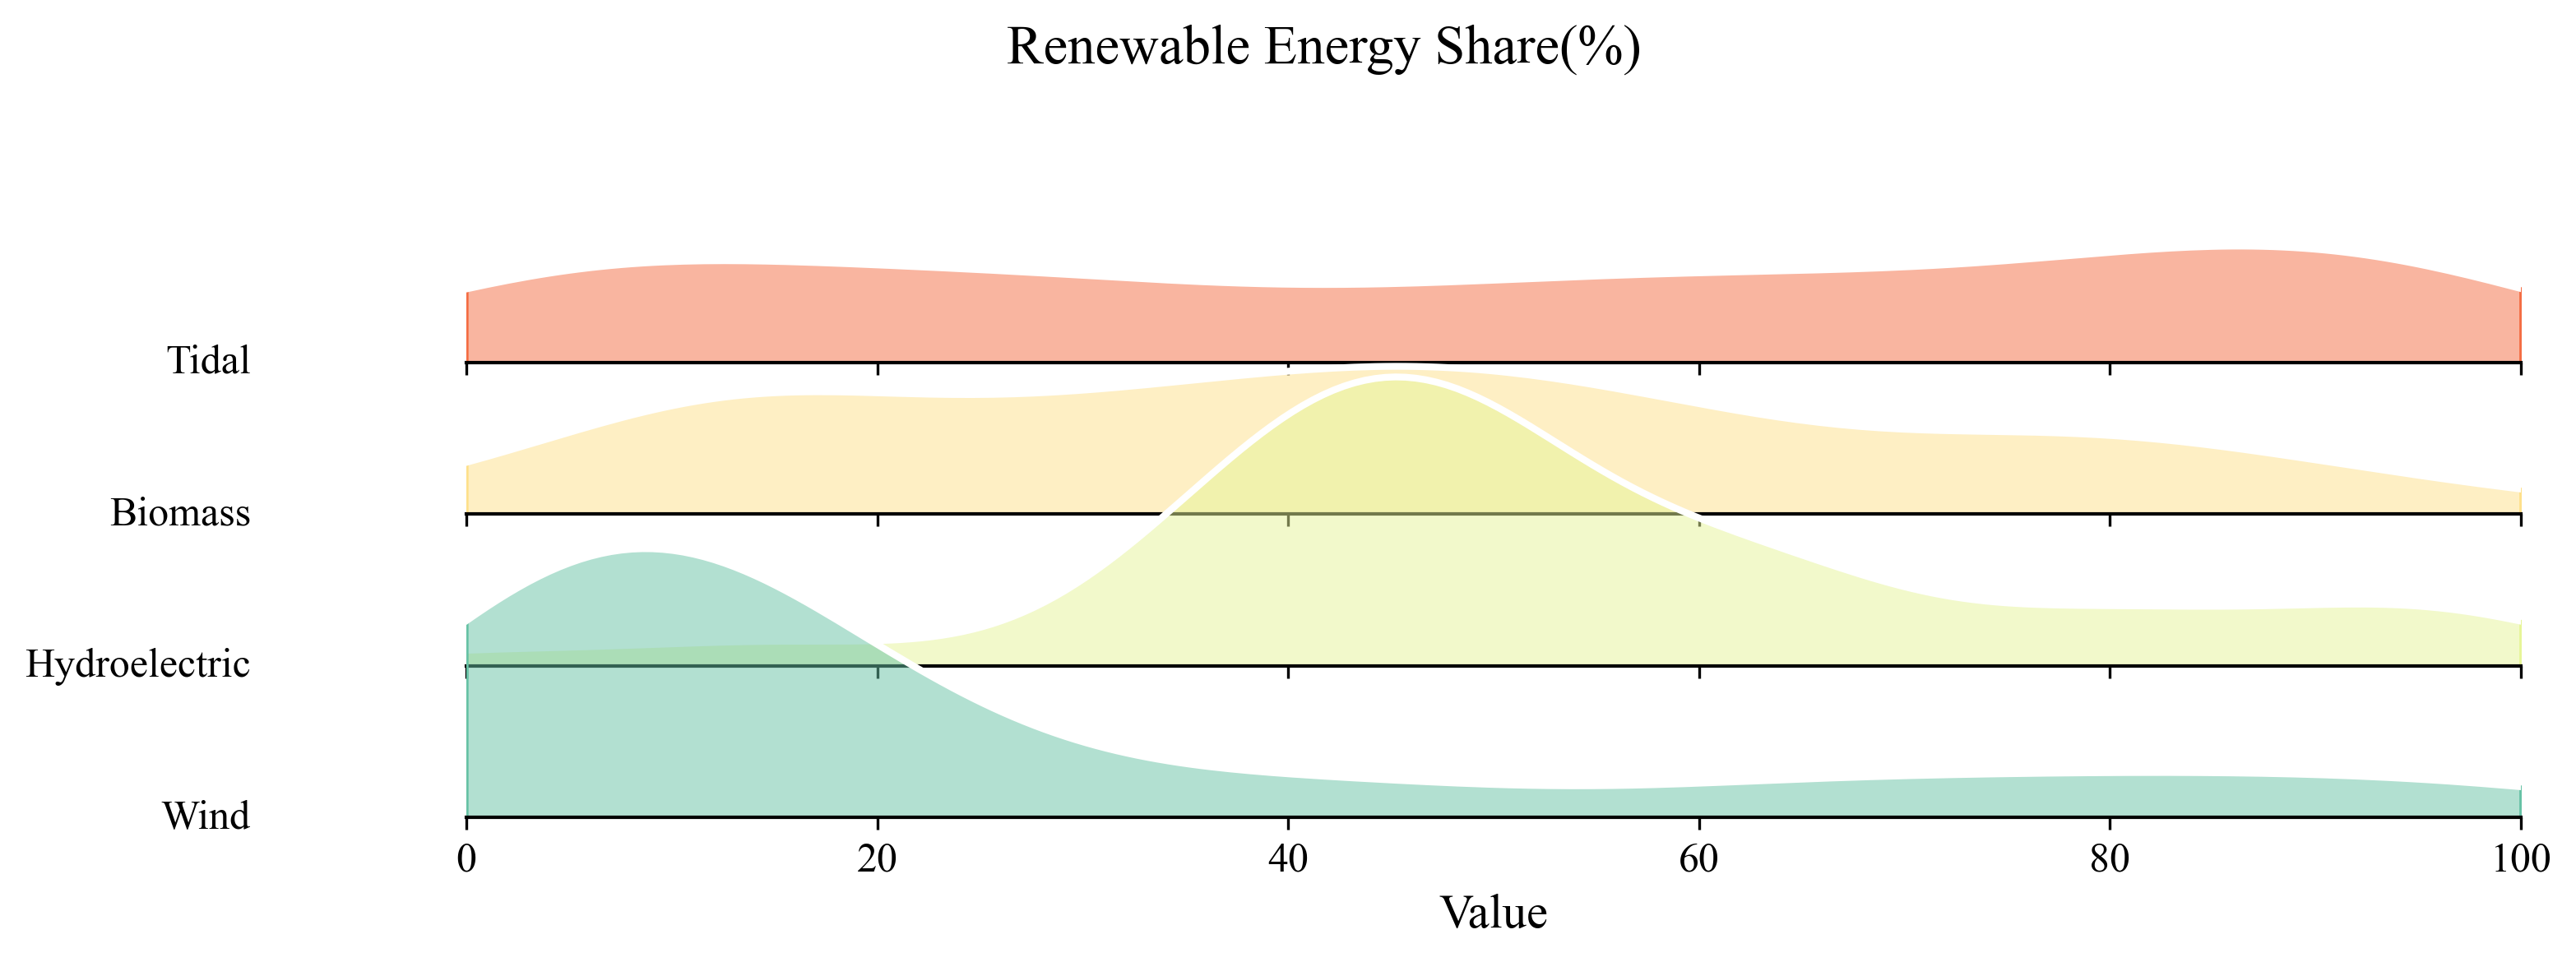 Renewable Energy Share(%)
Tidal
Biomass
Hydroelectric
Wind
0 20 40 60 80 100
Value